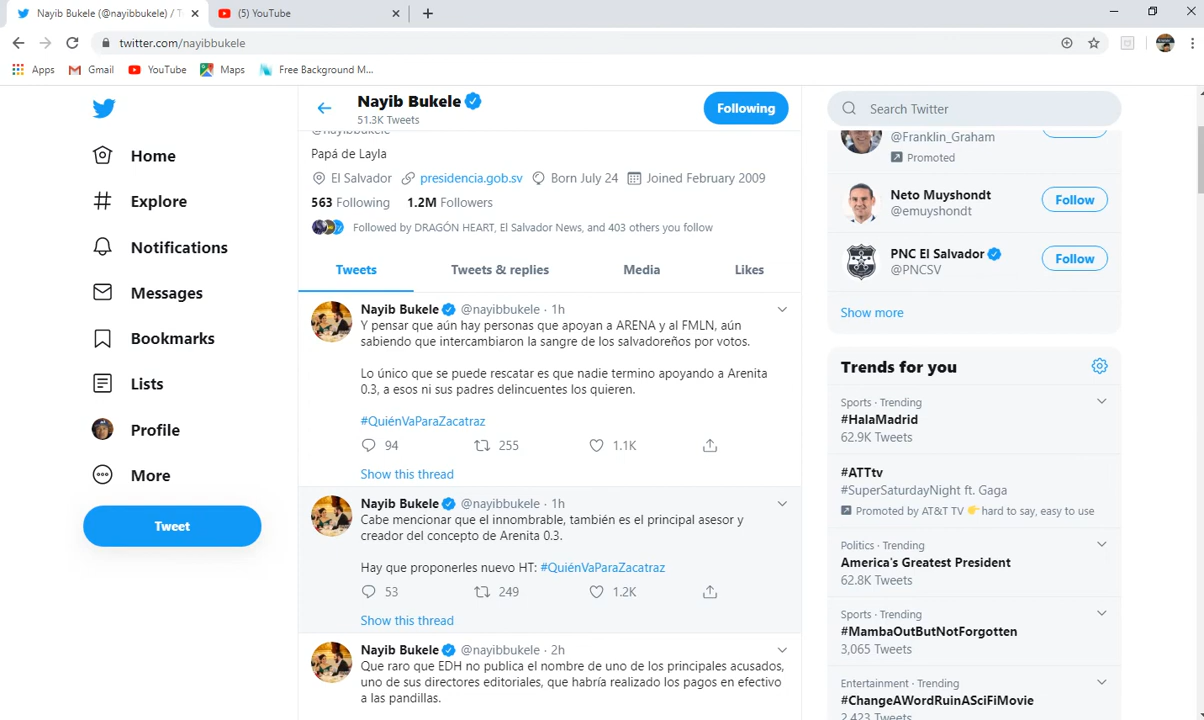 Nayib Bukele (@nayibbukele) / T
(5) YouTube
twitter.com/nayibbukele
Apps
Gmail
YouTube
Maps
Free Background M...
Home
Explore
Notifications
Messages
Bookmarks
Lists
Profile
More
Tweet
Nayib Bukele
51.3K Tweets
Following
@nayibbukele
Papá de Layla
El Salvador presidencia.gob.sv Born July 24 Joined February 2009
563 Following 1.2M Followers
Followed by DRAGÓN HEART, El Salvador News, and 403 others you follow
Tweets Tweets & replies Media Likes
Nayib Bukele @nayibbukele · 1h
Y pensar que aún hay personas que apoyan a ARENA y al FMLN, aún
sabiendo que intercambiaron la sangre de los salvadoreños por votos.
Lo único que se puede rescatar es que nadie termino apoyando a Arenita
0.3, a esos ni sus padres delincuentes los quieren.
#QuiénVaParaZacatraz
94 255 1.1K
Show this thread
Nayib Bukele @nayibbukele · 1h
Cabe mencionar que el innombrable, también es el principal asesor y
creador del concepto de Arenita 0.3.
Hay que proponerles nuevo HT: #QuiénVaParaZacatraz
53 249 1.2K
Show this thread
Nayib Bukele @nayibbukele · 2h
Que raro que EDH no publica el nombre de uno de los principales acusados,
uno de sus directores editoriales, que habría realizado los pagos en efectivo
a las pandillas.
Search Twitter
@Franklin_Graham
Promoted
Neto Muyshondt
@emuyshondt
Follow
PNC El Salvador
@PNCSV
Follow
Show more
Trends for you
Sports · Trending
#HalaMadrid
62.9K Tweets
#ATTtv
#SuperSaturdayNight ft. Gaga
Promoted by AT&T TV 👉 hard to say, easy to use
Politics · Trending
America's Greatest President
62.8K Tweets
Sports · Trending
#MambaOutButNotForgotten
3,065 Tweets
Entertainment · Trending
#ChangeAWordRuinASciFiMovie
2,423 Tweets